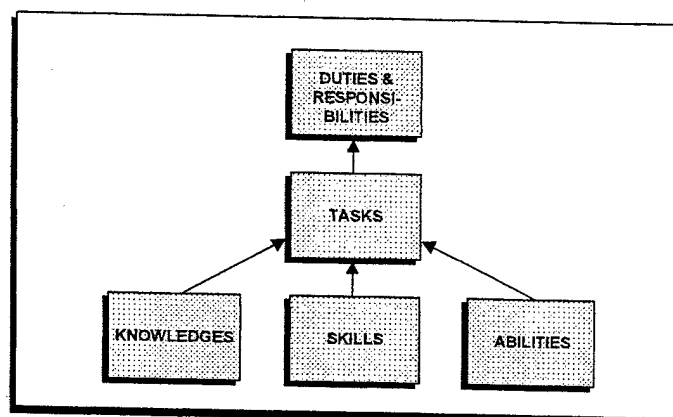 DUTIES &
RESPONSI-
BILITIES
TASKS
KNOWLEDGES
SKILLS
ABILITIES